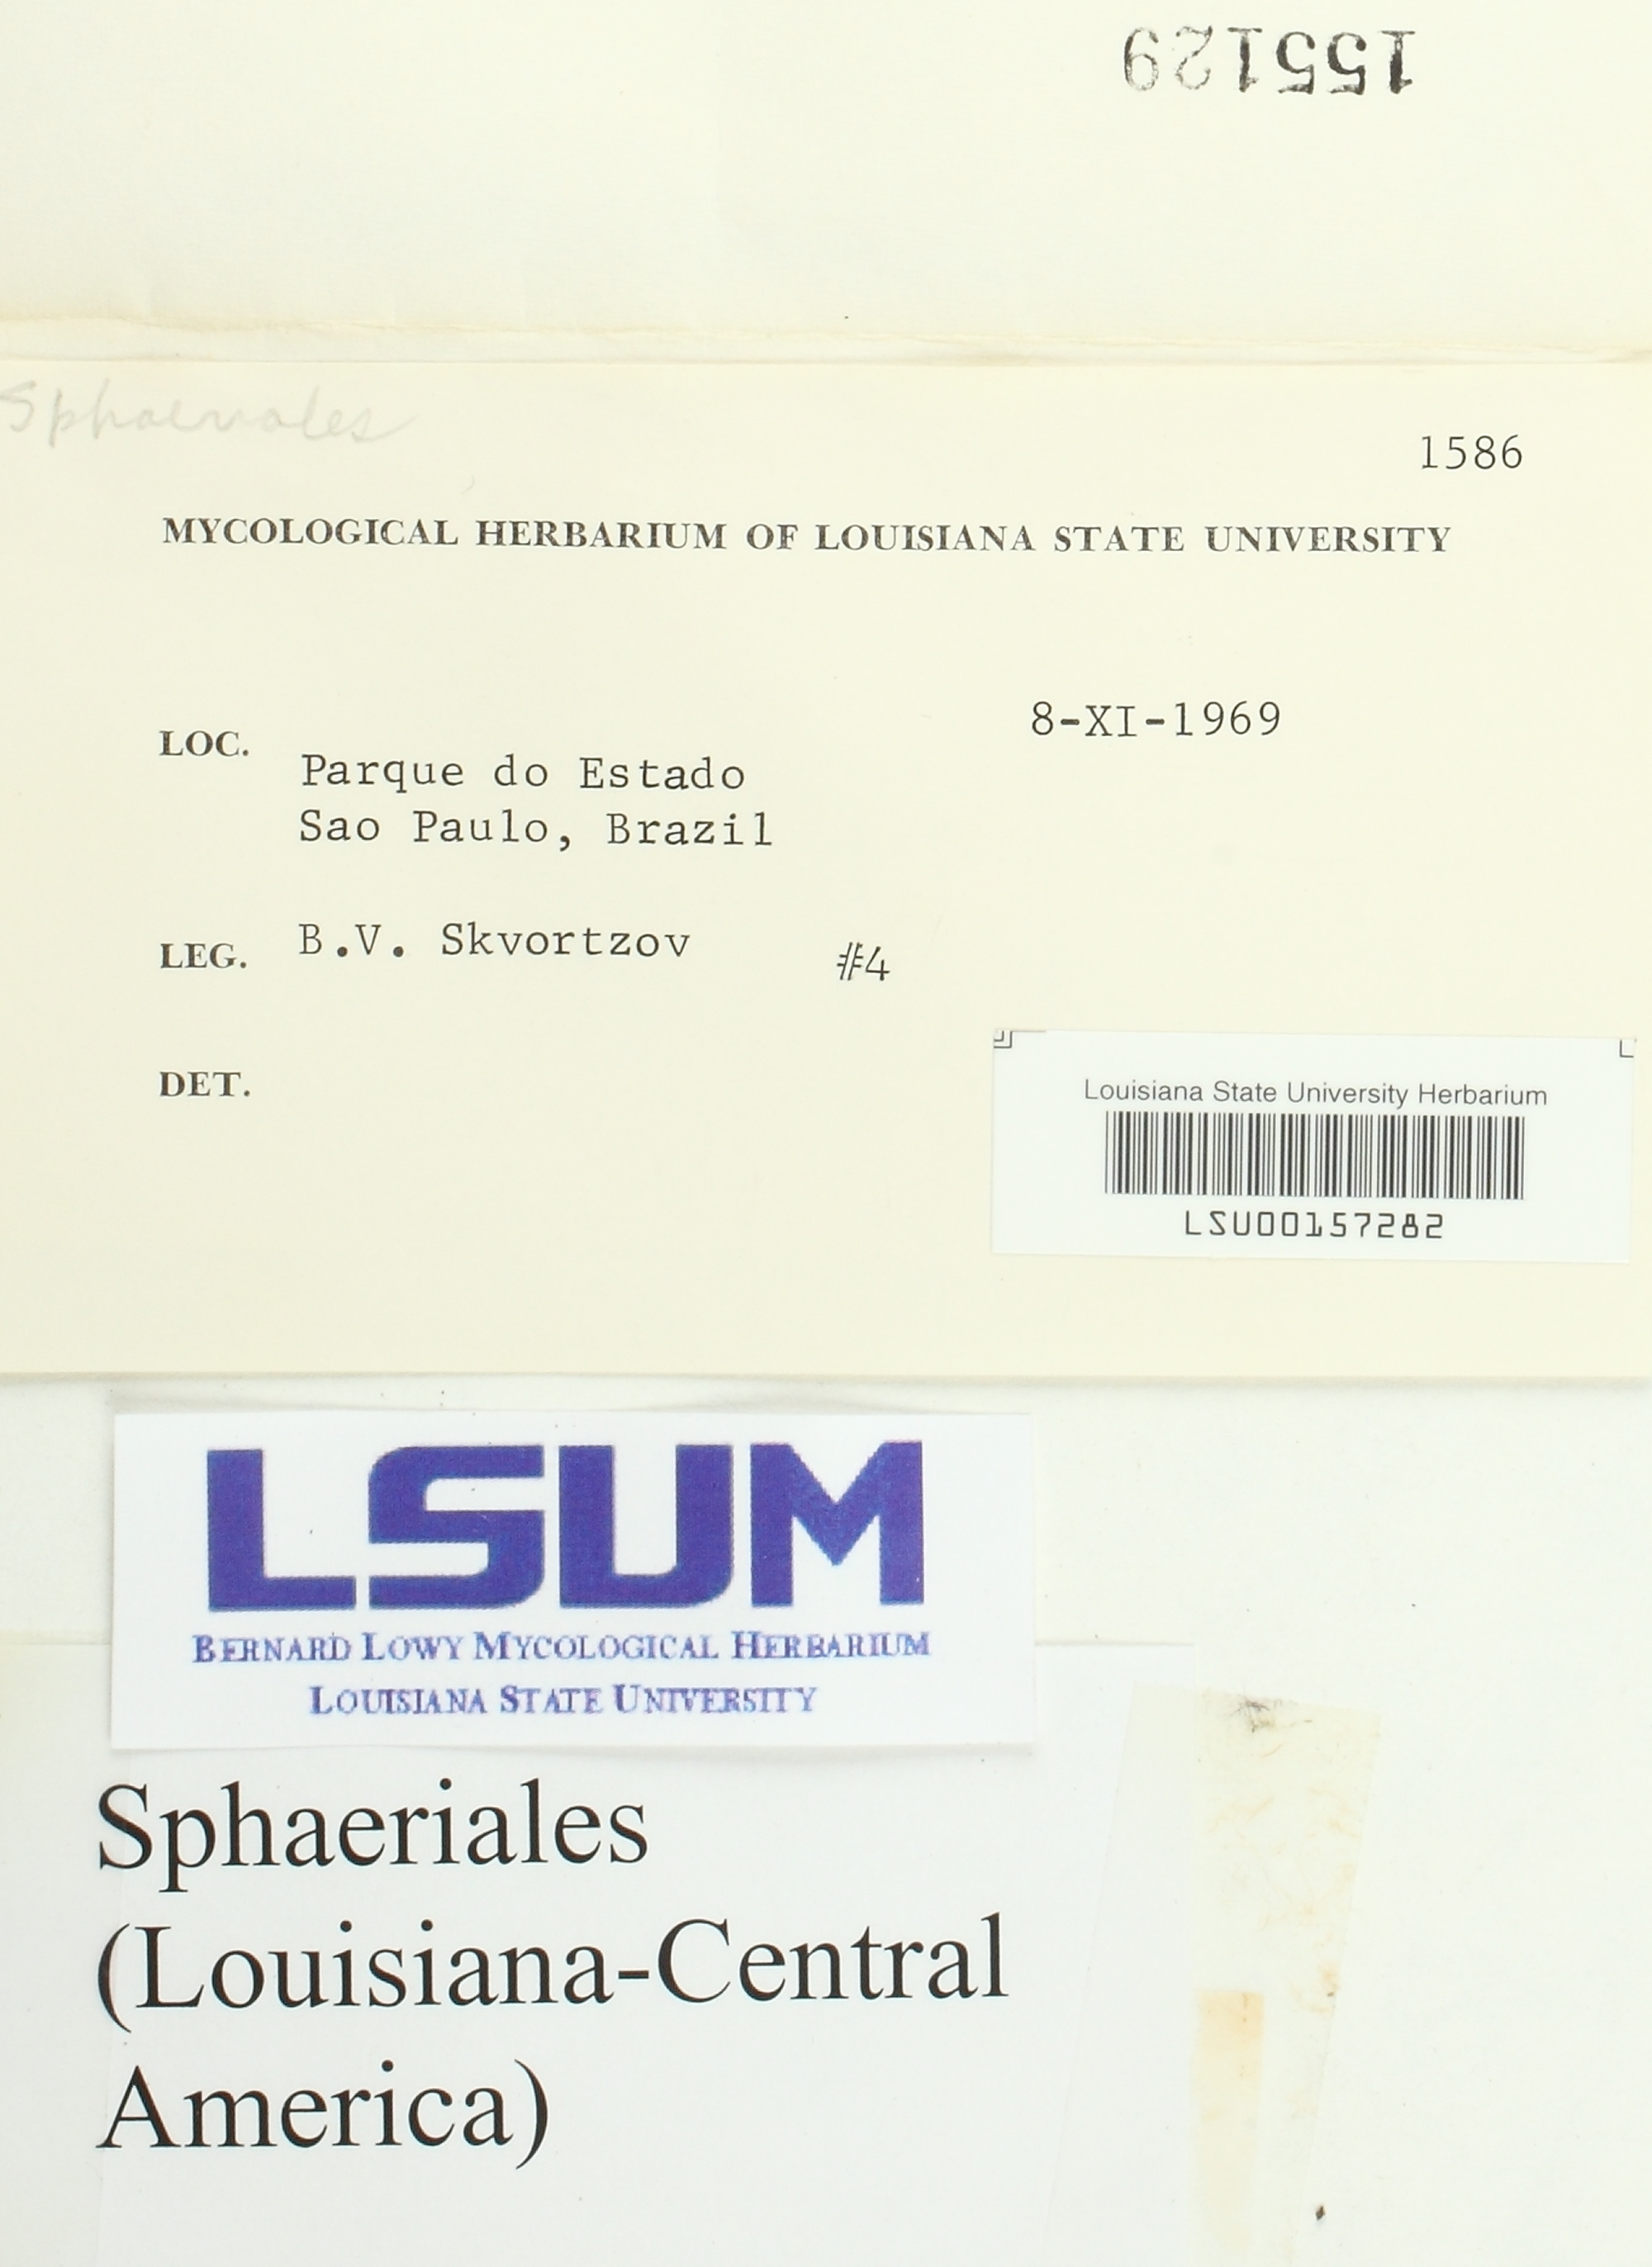 155129
Sphaeriales
1586
MYCOLOGICAL HERBARIUM OF LOUISIANA STATE UNIVERSITY
8-XI-1969
LOC. Parque do Estado
Sao Paulo, Brazil
LEG. B.V. Skvortzov #4
DET.
Louisiana State University Herbarium
LSU00157282
LSUM
BERNARD LOWY MYCOLOGICAL HERBARIUM
LOUISIANA STATE UNIVERSITY
Sphaeriales
(Louisiana-Central
America)